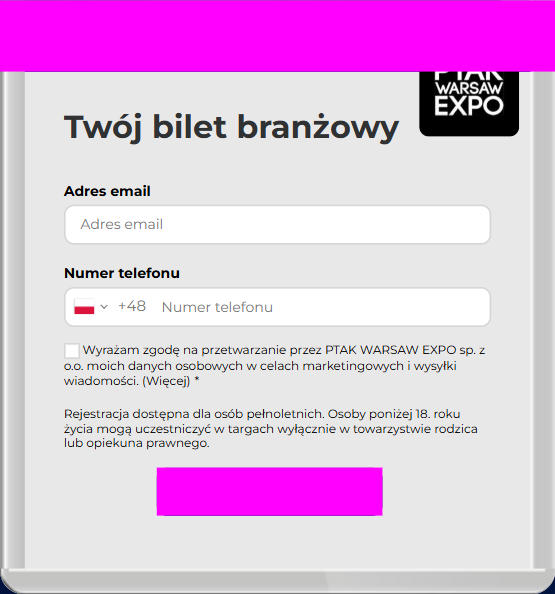 PTAK
WARSAW
EXPO
Twój bilet branżowy
Adres email
Adres email
Numer telefonu
+48 Numer telefonu
Wyrażam zgodę na przetwarzanie przez PTAK WARSAW EXPO sp. z
o.o. moich danych osobowych w celach marketingowych i wysyłki
wiadomości. (Więcej) *
Rejestracja dostępna dla osób pełnoletnich. Osoby poniżej 18. roku
życia mogą uczestniczyć w targach wyłącznie w towarzystwie rodzica
lub opiekuna prawnego.